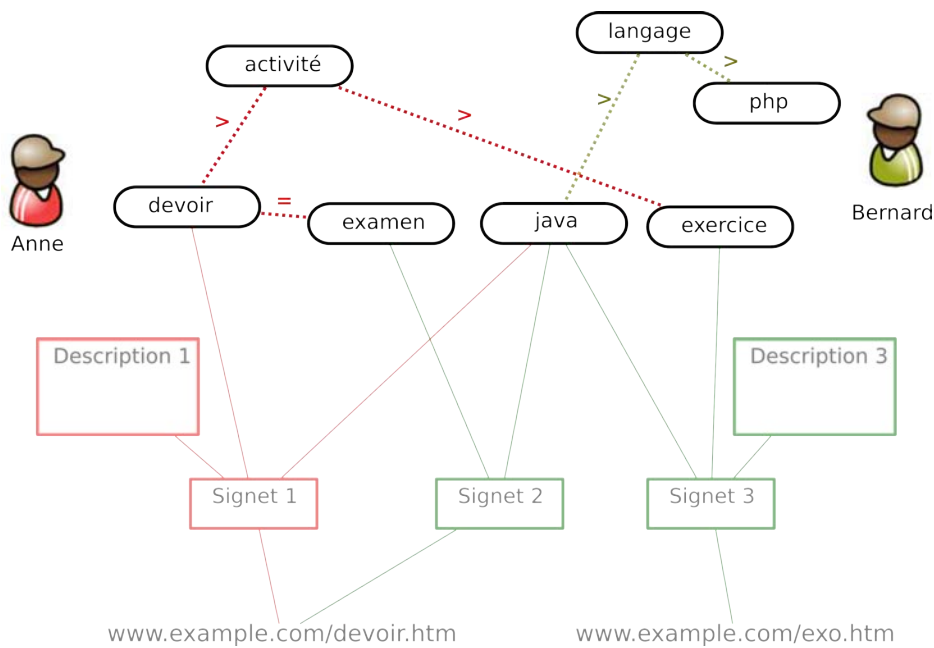 langage
activité
>
php
>
>
>
Anne
Bernard
devoir
=
examen
java
exercice
Description 1
Description 3
Signet 1
Signet 2
Signet 3
www.example.com/devoir.htm
www.example.com/exo.htm